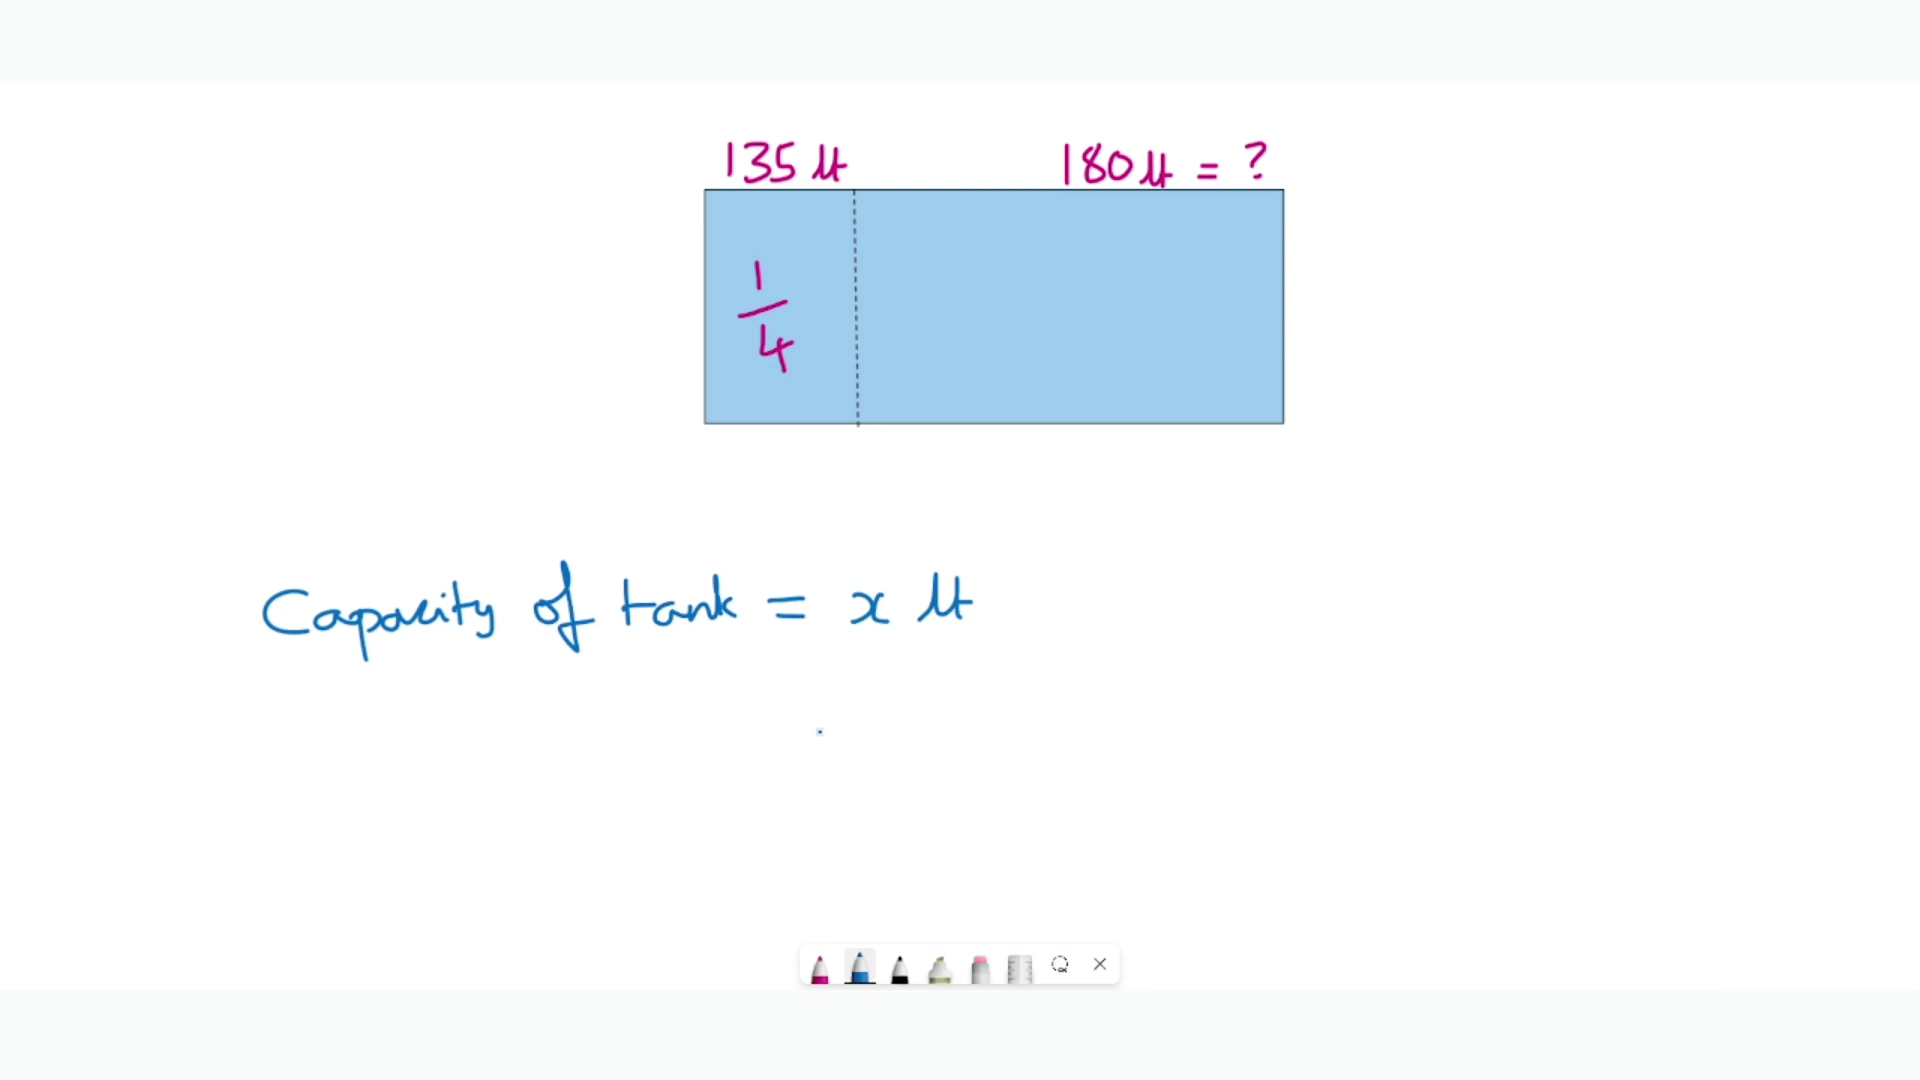 135 lt 180 lt = ?
1
4
Capacity of tank = x lt